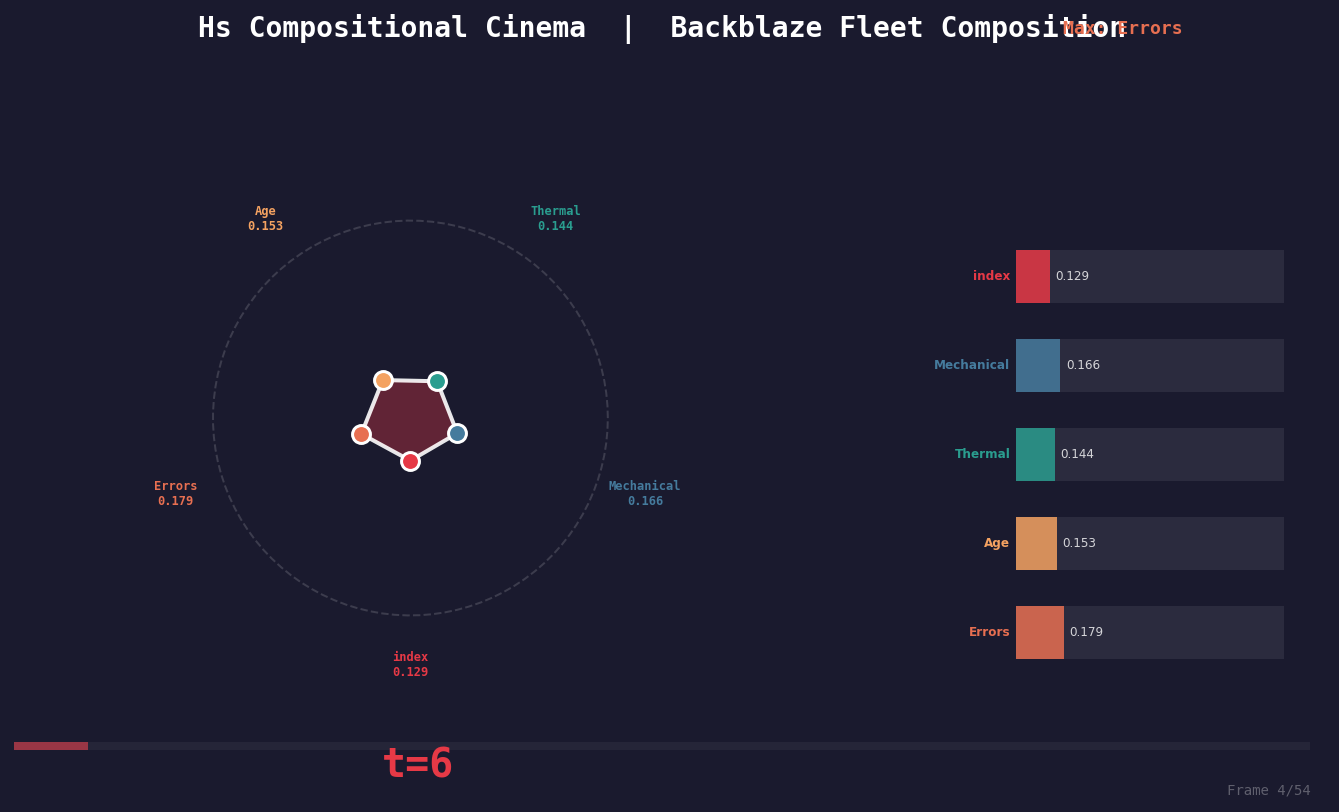 Hs Compositional Cinema | Backblaze Fleet Composition
Max: Errors
Age
0.153
Thermal
0.144
Errors
0.179
Mechanical
0.166
index
0.129
index 0.129
Mechanical 0.166
Thermal 0.144
Age 0.153
Errors 0.179
t=6
Frame 4/54